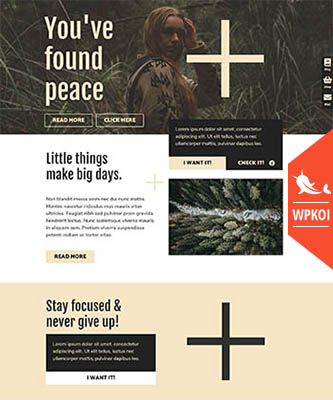 You've
found
peace
READ MORE
CLICK HERE
Lorem ipsum dolor sit amet,
consectetur adipiscing elit. Ut elit tellus, luctus nec
ullamcorper mattis, pulvinar dapibus leo.
I WANT IT!
CHECK IT!
Little things
make big days.
Non blandit massa enim nec dui nunc mattis.
Montes nascetur ridiculus mus mauris vitae
ultricies. Pulvinar pulvinar proin gravida
hendrerit lectus. Nunc scelerisque viverra mauris
in aliquam sem. Pretium viverra suspendisse
potenti nullam ac tortor vitae.
READ MORE
WPKOI
Stay focused &
never give up!
Lorem ipsum dolor sit amet, consectetur
adipiscing elit. Ut elit tellus, luctus nec
ullamcorper mattis, pulvinar dapibus leo.
I WANT IT!